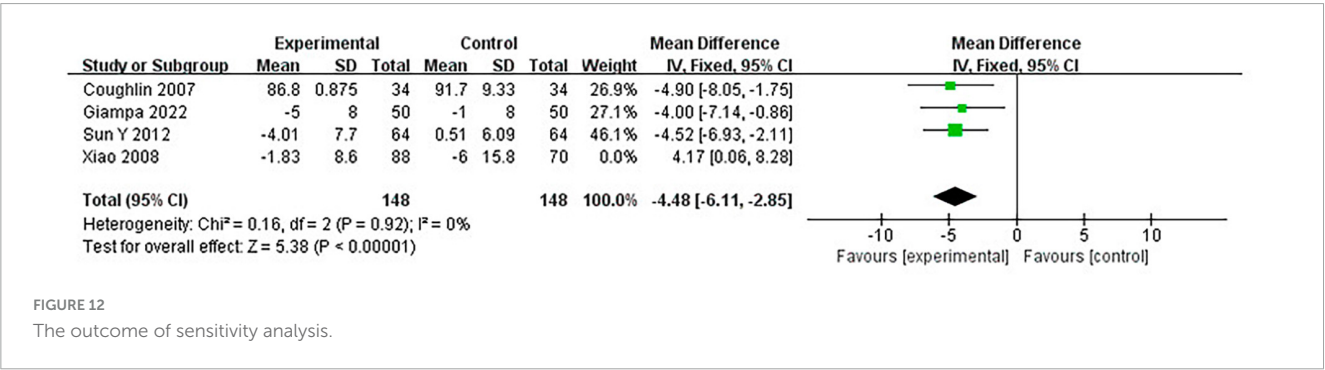 Experimental Control Mean Difference Mean Difference
Study or Subgroup Mean SD Total Mean SD Total Weight IV, Fixed, 95% CI IV, Fixed, 95% CI
Coughlin 2007 86.8 0.875 34 91.7 9.33 34 26.9% -4.90 [-8.05, -1.75]
Giampa 2022 -5 8 50 -1 8 50 27.1% -4.00 [-7.14, -0.86]
Sun Y 2012 -4.01 7.7 64 0.51 6.09 64 46.1% -4.52 [-6.93, -2.11]
Xiao 2008 -1.83 8.6 88 -6 15.8 70 0.0% 4.17 [0.06, 8.28]
Total (95% CI) 148 148 100.0% -4.48 [-6.11, -2.85]
Heterogeneity: Chi² = 0.16, df = 2 (P = 0.92); I² = 0%
Test for overall effect: Z = 5.38 (P < 0.00001)
-10 -5 0 5 10
Favours [experimental] Favours [control]
FIGURE 12
The outcome of sensitivity analysis.